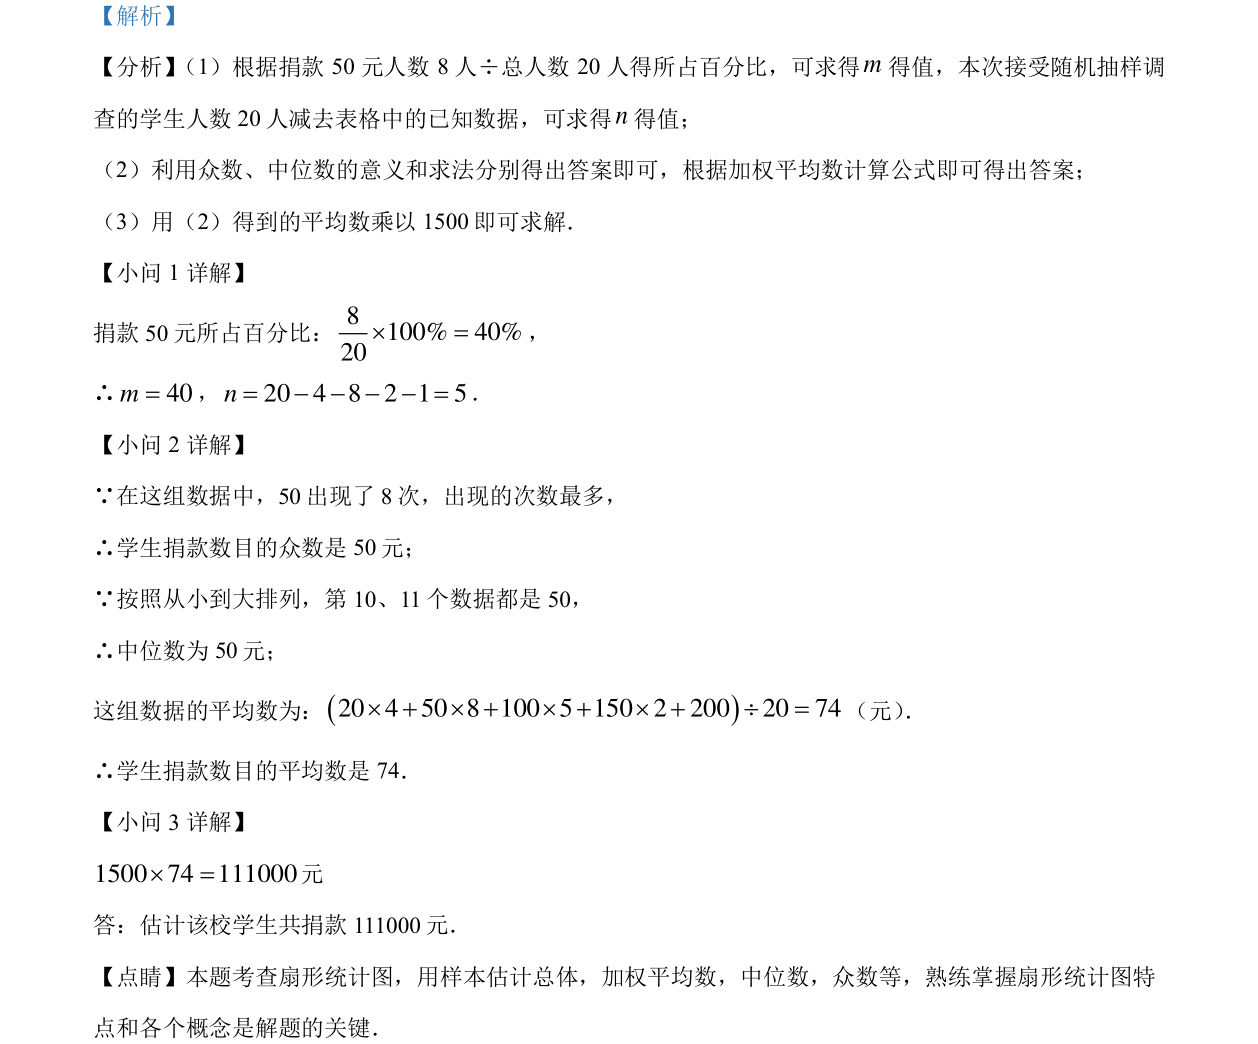 【解析】
【分析】（1）根据捐款 50 元人数 8 人÷总人数 20 人得所占百分比，可求得 m 得值，本次接受随机抽样调
查的学生人数 20 人减去表格中的已知数据，可求得 n 得值；
（2）利用众数、中位数的意义和求法分别得出答案即可，根据加权平均数计算公式即可得出答案；
（3）用（2）得到的平均数乘以 1500 即可求解．
【小问 1 详解】
捐款 50 元所占百分比： 8/20 ×100% = 40% ，
∴ m = 40 ， n = 20 − 4 − 8 − 2 − 1 = 5 ．
【小问 2 详解】
∵在这组数据中，50 出现了 8 次，出现的次数最多，
∴学生捐款数目的众数是 50 元；
∵按照从小到大排列，第 10、11 个数据都是 50，
∴中位数为 50 元；
这组数据的平均数为：(20×4+50×8+100×5+150×2+200)÷20 = 74（元）．
∴学生捐款数目的平均数是 74．
【小问 3 详解】
1500×74 =111000 元
答：估计该校学生共捐款 111000 元．
【点睛】本题考查扇形统计图，用样本估计总体，加权平均数，中位数，众数等，熟练掌握扇形统计图特
点和各个概念是解题的关键．